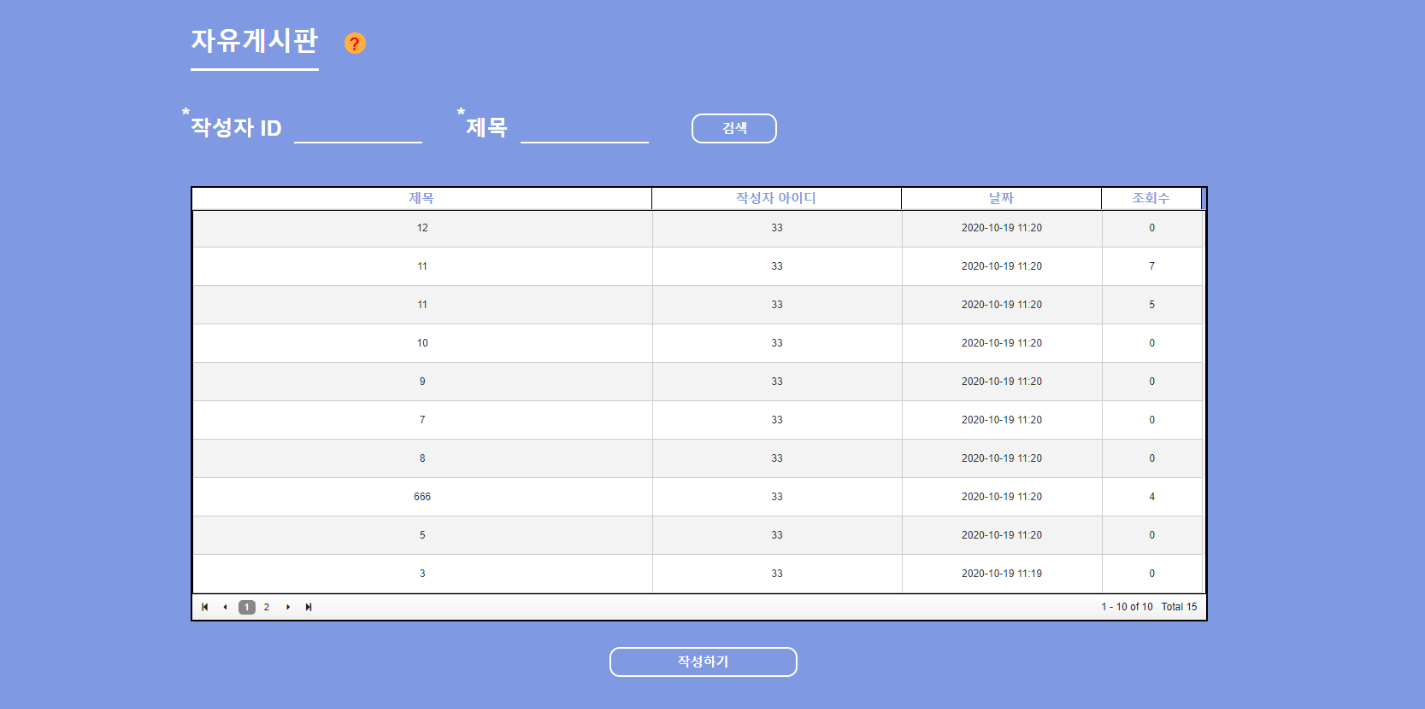 자유게시판 ?
*작성자 ID *제목 검색
제목 작성자 아이디 날짜 조회수
12 33 2020-10-19 11:20 0
11 33 2020-10-19 11:20 7
11 33 2020-10-19 11:20 5
10 33 2020-10-19 11:20 0
9 33 2020-10-19 11:20 0
7 33 2020-10-19 11:20 0
8 33 2020-10-19 11:20 0
666 33 2020-10-19 11:20 4
5 33 2020-10-19 11:20 0
3 33 2020-10-19 11:19 0
1 2 1 - 10 of 10 Total 15
작성하기